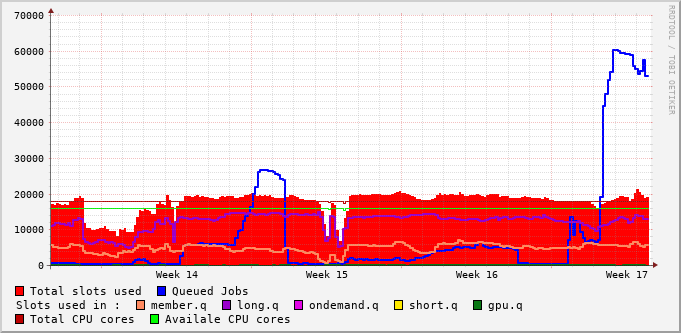 70000
60000
50000
40000
30000
20000
10000
0
Week 14 Week 15 Week 16 Week 17
Total slots used Queued Jobs
Slots used in : member.q long.q ondemand.q short.q gpu.q
Total CPU cores Availale CPU cores
RRDTOOL / TOBI OETIKER